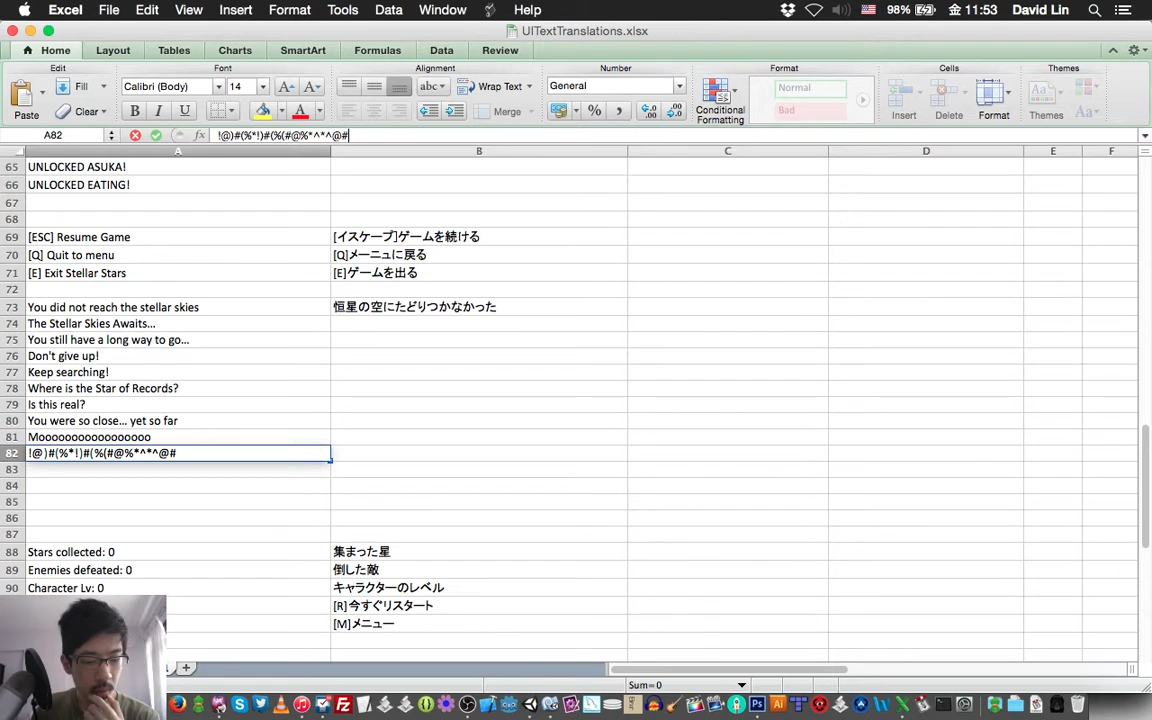 Excel File Edit View Insert Format Tools Data Window Help 98% 金 11:53 David Lin
UITextTranslations.xlsx
Home Layout Tables Charts SmartArt Formulas Data Review
Edit Font Alignment Number Format Cells Themes
Fill Calibri (Body) 14 A A abc Wrap Text General Normal
Paste Clear B I U A Merge % , Conditional Formatting Bad Insert Delete Format Themes Aa
A82 fx !@)#(%*!)#(%(#@%*^*^@#
A B C D E F
65 UNLOCKED ASUKA!
66 UNLOCKED EATING!
67
68
69 [ESC] Resume Game [イスケープ]ゲームを続ける
70 [Q] Quit to menu [Q]メーニュに戻る
71 [E] Exit Stellar Stars [E]ゲームを出る
72
73 You did not reach the stellar skies 恒星の空にたどりつかなかった
74 The Stellar Skies Awaits...
75 You still have a long way to go...
76 Don't give up!
77 Keep searching!
78 Where is the Star of Records?
79 Is this real?
80 You were so close... yet so far
81 Mooooooooooooooooo
82 !@)#(%*!)#(%(#@%*^*^@#
83
84
85
86
87
88 Stars collected: 0 集まった星
89 Enemies defeated: 0 倒した敵
90 Character Lv: 0 キャラクターのレベル
[R]今すぐリスタート
[M]メニュー
Sum=0